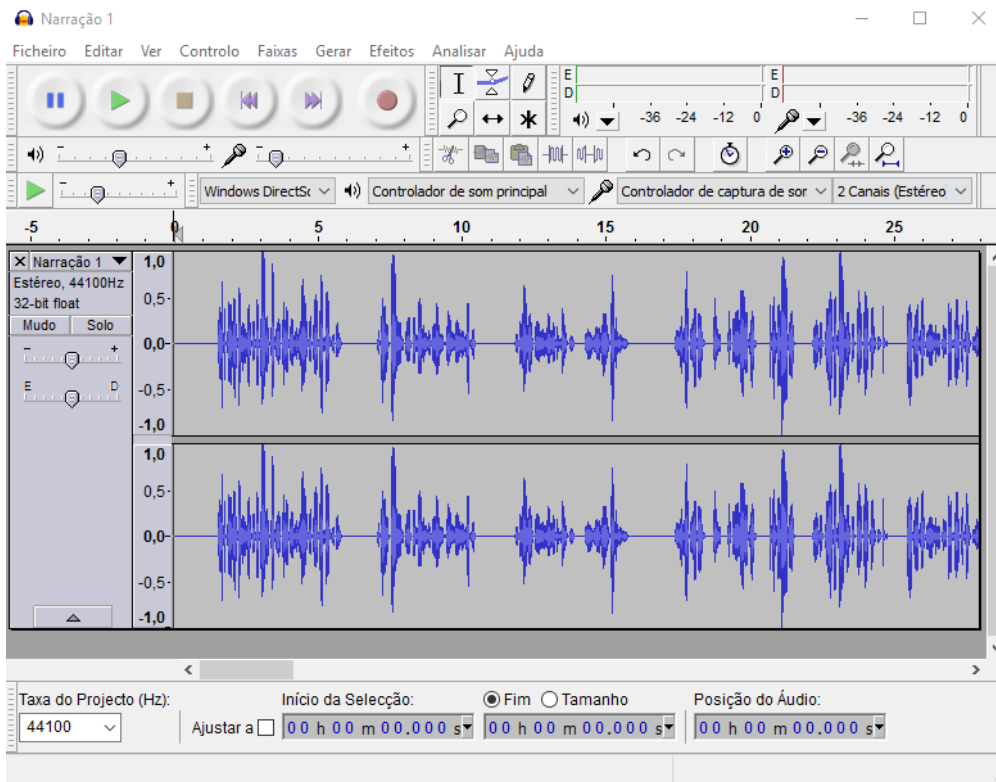 Narração 1
Ficheiro Editar Ver Controlo Faixas Gerar Efeitos Analisar Ajuda
E
D
-36 -24 -12 0
E
D
-36 -24 -12 0
Windows DirectSo
Controlador de som principal
Controlador de captura de sor
2 Canais (Estéreo
-5 0 5 10 15 20 25
Narração 1
Estéreo, 44100Hz
32-bit float
Mudo Solo
- +
E D
1,0
0,5-
0,0-
-0,5-
-1,0
1,0
0,5-
0,0-
-0,5-
-1,0
Taxa do Projecto (Hz): Início da Selecção: Fim Tamanho Posição do Áudio:
44100 Ajustar a 00 h 00 m 00.000 s 00 h 00 m 00.000 s 00 h 00 m 00.000 s